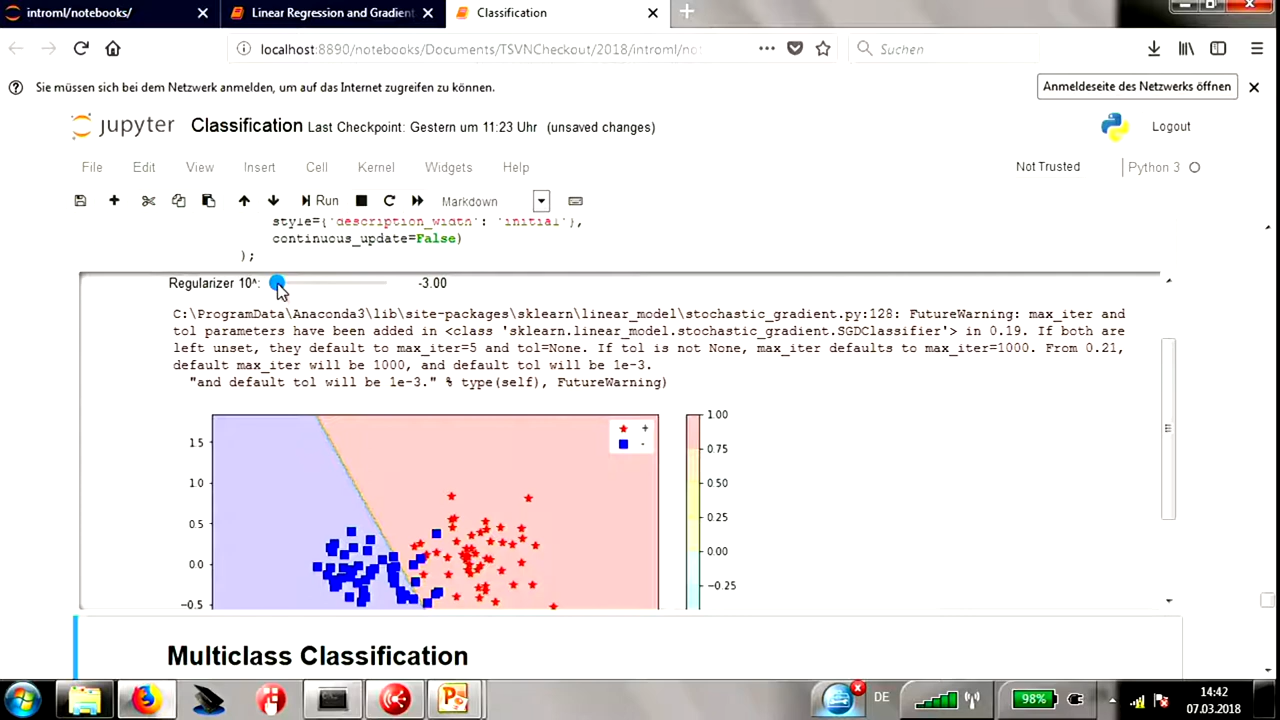 introml/notebooks/
Linear Regression and Gradient
Classification
localhost:8890/notebooks/Documents/TSVNCheckout/2018/introml/no
Suchen
Sie müssen sich bei dem Netzwerk anmelden, um auf das Internet zugreifen zu können.
Anmeldeseite des Netzwerks öffnen
jupyter
Classification Last Checkpoint: Gestern um 11:23 Uhr (unsaved changes)
Logout
File Edit View Insert Cell Kernel Widgets Help
Not Trusted
Python 3
Run
Markdown
style={'description_width': 'initial'},
continuous_update=False)
);
Regularizer 10^: -3.00
C:\ProgramData\Anaconda3\lib\site-packages\sklearn\linear_model\stochastic_gradient.py:128: FutureWarning: max_iter and
tol parameters have been added in <class 'sklearn.linear_model.stochastic_gradient.SGDClassifier'> in 0.19. If both are
left unset, they default to max_iter=5 and tol=None. If tol is not None, max_iter defaults to max_iter=1000. From 0.21,
default max_iter will be 1000, and default tol will be 1e-3.
"and default tol will be 1e-3." % type(self), FutureWarning)
+
-
1.5
1.0
0.5
0.0
−0.5
1.00
0.75
0.50
0.25
0.00
−0.25
Multiclass Classification
DE
98%
14:42
07.03.2018